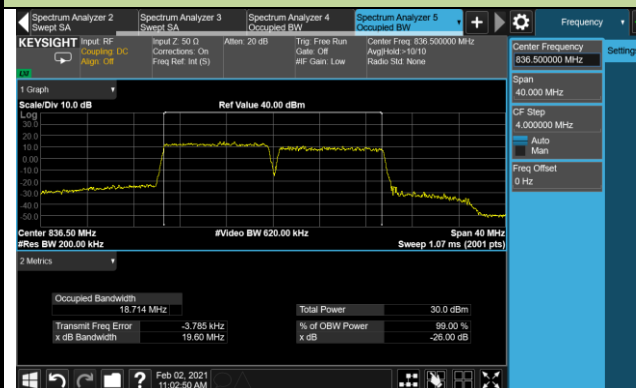 Spectrum Analyzer 2
Swept SA
Spectrum Analyzer 3
Swept SA
Spectrum Analyzer 4
Occupied BW
Spectrum Analyzer 5
Occupied BW
Frequency
KEYSIGHT
Input: RF
Coupling: DC
Align: Off
Input Z: 50 Ω
Corrections: On
Freq Ref: Int (S)
Atten: 20 dB
Trig: Free Run
Gate: Off
#IF Gain: Low
Center Freq: 836.500000 MHz
Avg|Hold:>10/10
Radio Std: None
Center Frequency
836.500000 MHz
Settings
Span
40.000 MHz
CF Step
4.000000 MHz
Auto
Man
Freq Offset
0 Hz
1 Graph
Scale/Div 10.0 dB
Ref Value 40.00 dBm
Log
30.0
20.0
10.0
0.00
-10.0
-20.0
-30.0
-40.0
-50.0
Center 836.50 MHz
#Video BW 620.00 kHz
Span 40 MHz
#Res BW 200.00 kHz
Sweep 1.07 ms (2001 pts)
2 Metrics
Occupied Bandwidth
18.714 MHz
Total Power
30.0 dBm
Transmit Freq Error
-3.785 kHz
% of OBW Power
99.00 %
x dB Bandwidth
19.60 MHz
x dB
-26.00 dB
?
Feb 02, 2021
11:02:50 AM